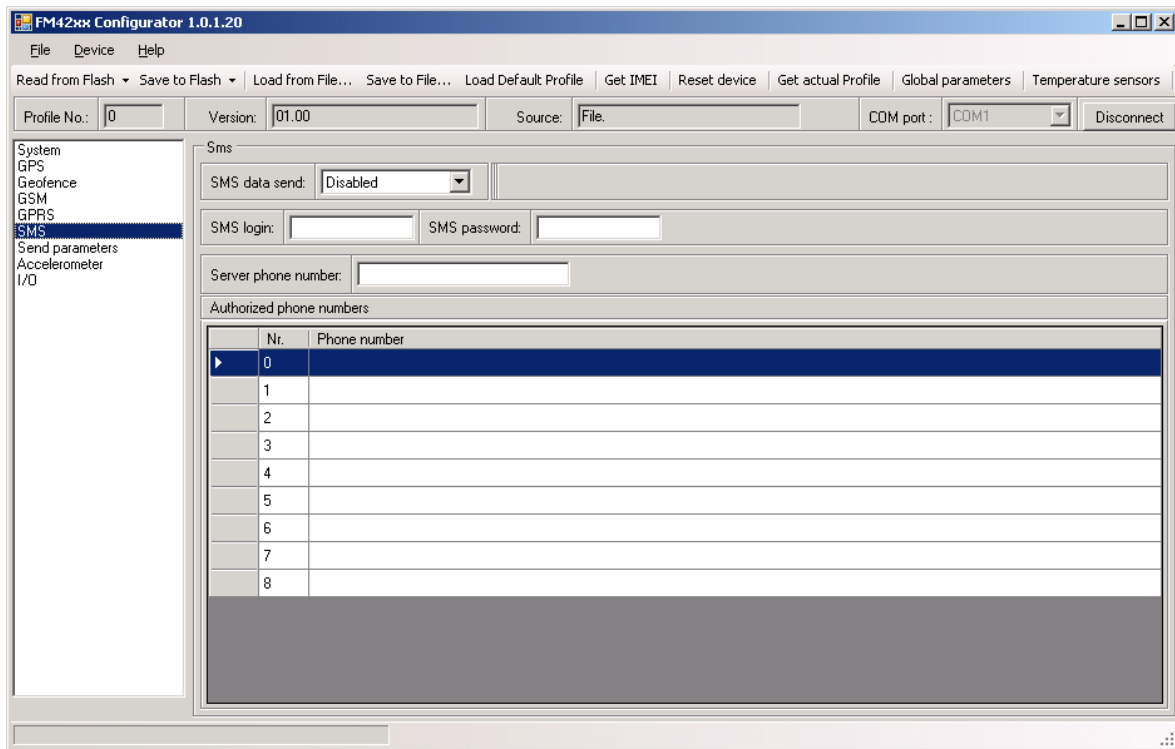 FM42xx Configurator 1.0.1.20
File Device Help
Read from Flash Save to Flash Load from File... Save to File... Load Default Profile Get IMEI Reset device Get actual Profile Global parameters Temperature sensors
Profile No.: 0 Version: 01.00 Source: File. COM port : COM1 Disconnect
System
GPS
Geofence
GSM
GPRS
SMS
Send parameters
Accelerometer
I/O
Sms
SMS data send: Disabled
SMS login: SMS password:
Server phone number:
Authorized phone numbers
Nr. Phone number
0
1
2
3
4
5
6
7
8